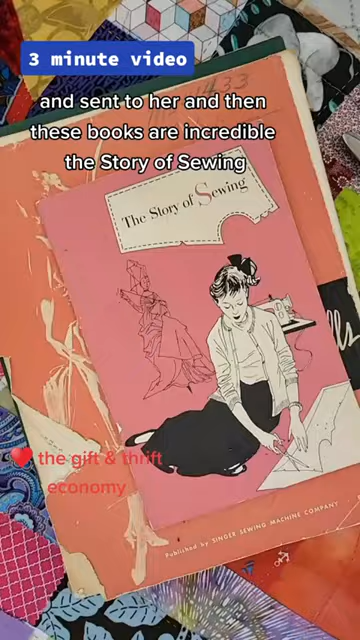 3 minute video
and sent to her and then
these books are incredible
the Story of Sewing
The Story of Sewing
❤️ the gift & thrift
economy
Published by SINGER SEWING MACHINE COMPANY